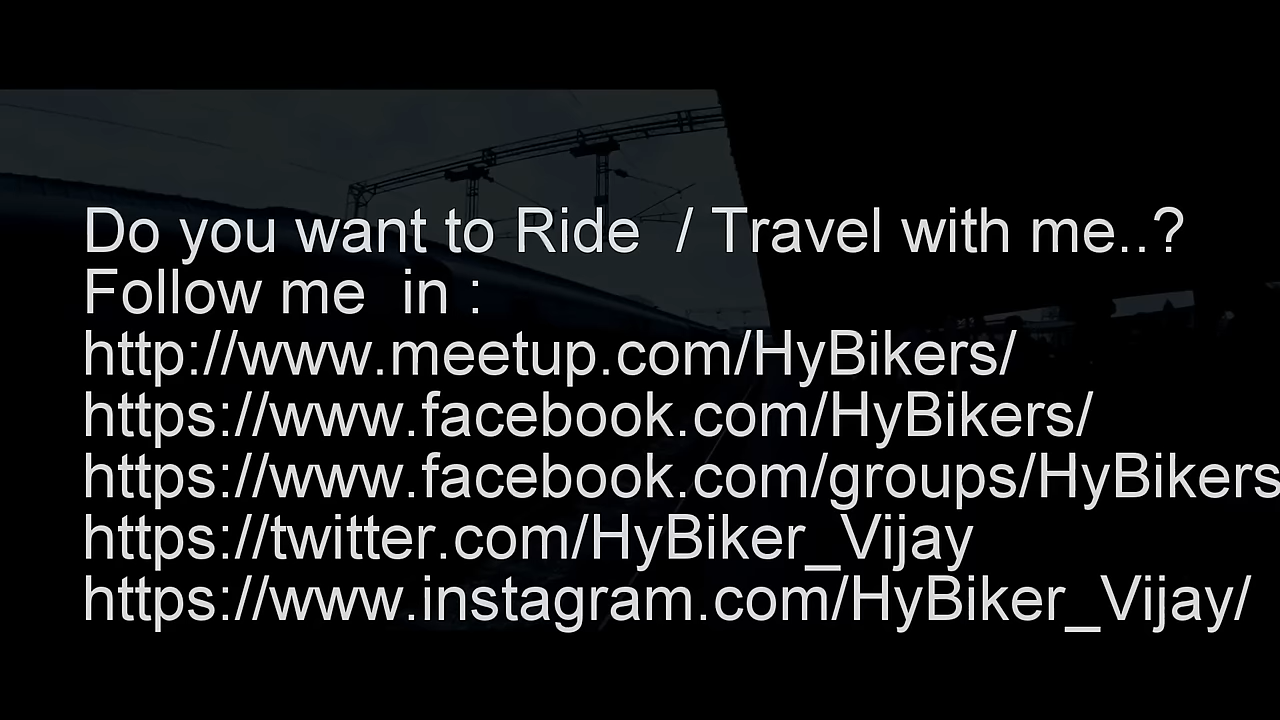 Do you want to Ride  / Travel with me..?
Follow me  in :
http://www.meetup.com/HyBikers/
https://www.facebook.com/HyBikers/
https://www.facebook.com/groups/HyBikers
https://twitter.com/HyBiker_Vijay
https://www.instagram.com/HyBiker_Vijay/